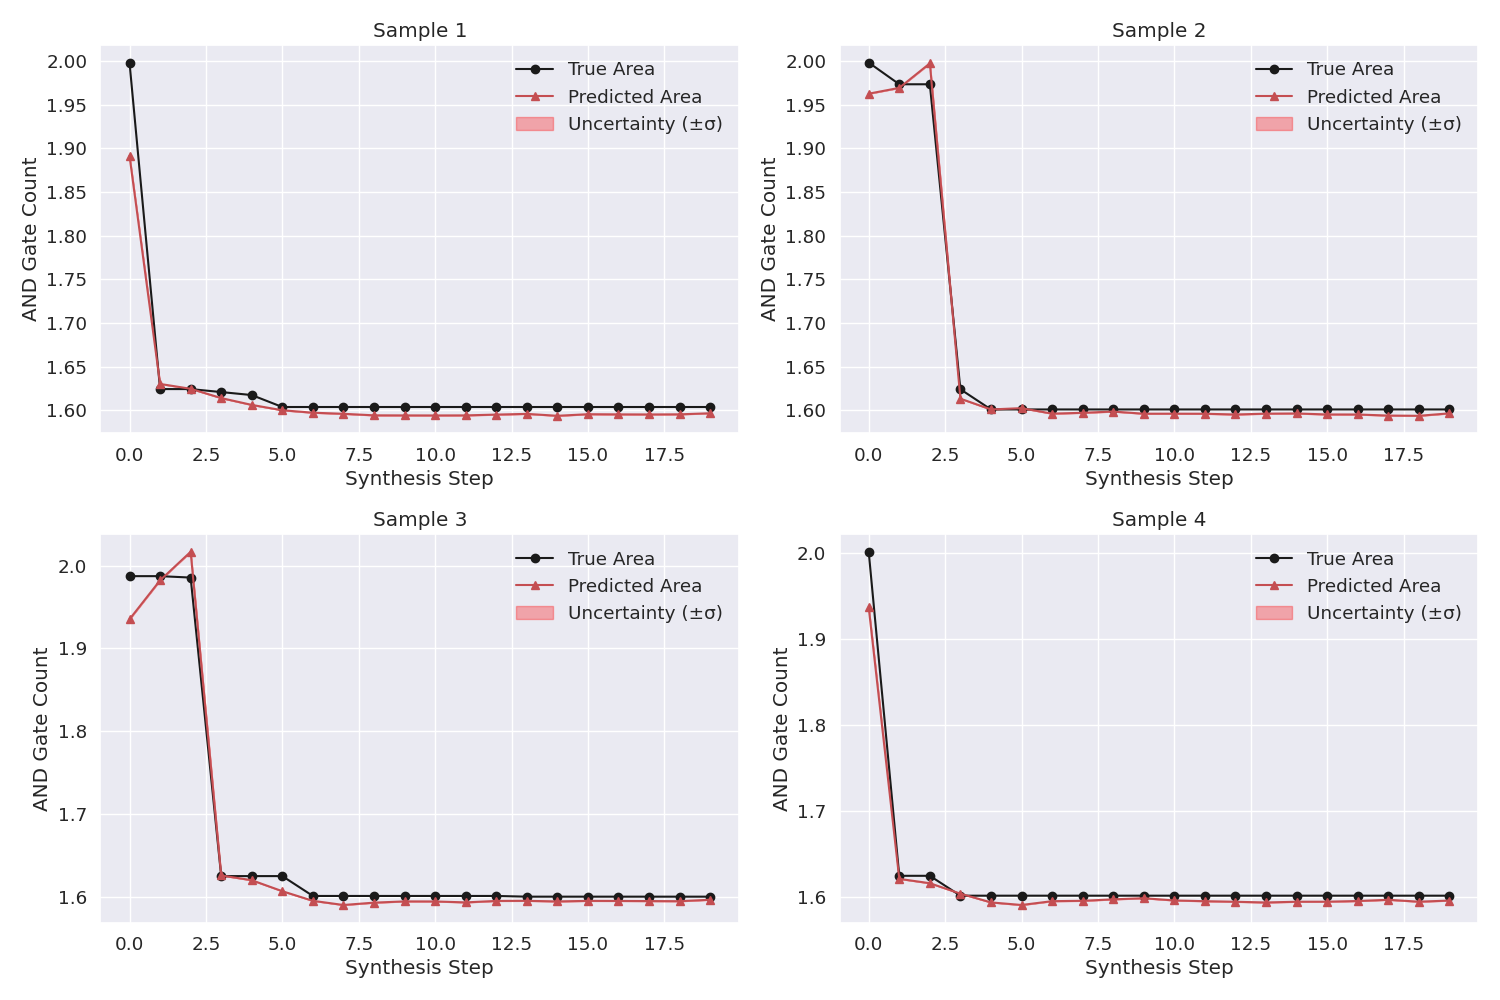 Sample 1
2.00
1.95
1.90
1.85
1.80
1.75
1.70
1.65
1.60
AND Gate Count
True Area
Predicted Area
Uncertainty (±σ)
0.0 2.5 5.0 7.5 10.0 12.5 15.0 17.5
Synthesis Step
Sample 2
2.00
1.95
1.90
1.85
1.80
1.75
1.70
1.65
1.60
AND Gate Count
True Area
Predicted Area
Uncertainty (±σ)
0.0 2.5 5.0 7.5 10.0 12.5 15.0 17.5
Synthesis Step
Sample 3
2.0
1.9
1.8
1.7
1.6
AND Gate Count
True Area
Predicted Area
Uncertainty (±σ)
0.0 2.5 5.0 7.5 10.0 12.5 15.0 17.5
Synthesis Step
Sample 4
2.0
1.9
1.8
1.7
1.6
AND Gate Count
True Area
Predicted Area
Uncertainty (±σ)
0.0 2.5 5.0 7.5 10.0 12.5 15.0 17.5
Synthesis Step